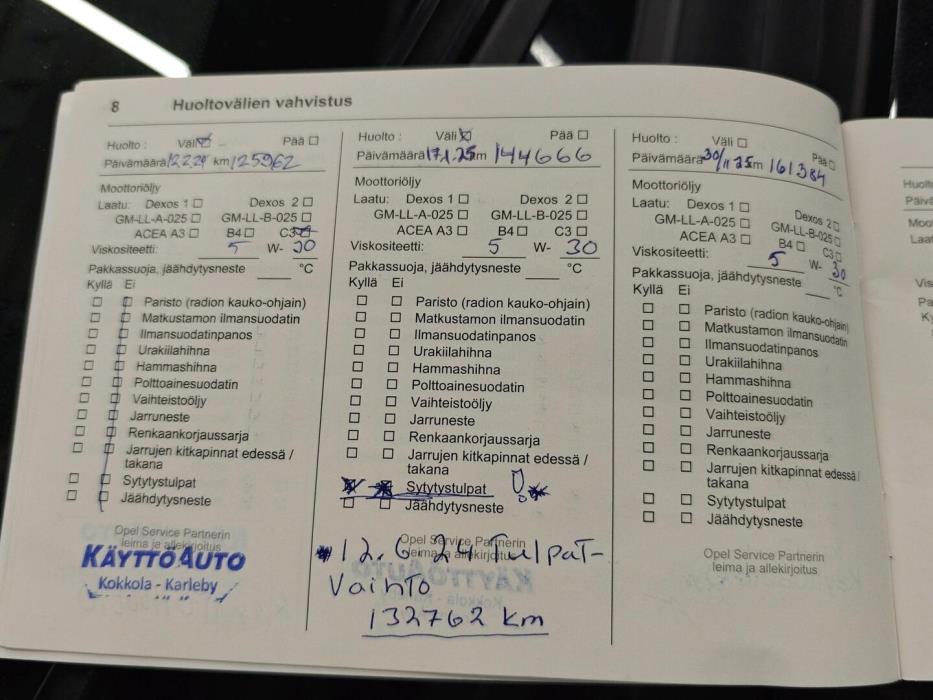 8 Huoltovälien vahvistus
Huolto : Väli ☒ Pää ☐
Päivämäärä 12.2.24 km 125962
Moottoriöljy
Laatu: Dexos 1 ☐ Dexos 2 ☐
GM-LL-A-025 ☐ GM-LL-B-025 ☐
ACEA A3 ☐ B4 ☐ C3 ☒
Viskositeetti: 5 W- 30
Pakkassuoja, jäähdytysneste ____ °C
Kyllä Ei
☐ ☐ Paristo (radion kauko-ohjain)
☐ ☐ Matkustamon ilmansuodatin
☐ ☐ Ilmansuodatinpanos
☐ ☐ Urakiilahihna
☐ ☐ Hammashihna
☐ ☐ Polttoainesuodatin
☐ ☐ Vaihteistoöljy
☐ ☐ Jarruneste
☐ ☐ Renkaankorjaussarja
☐ ☐ Jarrujen kitkapinnat edessä /
takana
☐ ☐ Sytytystulpat
☐ ☐ Jäähdytysneste
Opel Service Partnerin
leima ja allekirjoitus
KÄYTTÖAUTO
Kokkola - Karleby
Huolto : Väli ☒ Pää ☐
Päivämäärä 17.1.25 km 144666
Moottoriöljy
Laatu: Dexos 1 ☐ Dexos 2 ☐
GM-LL-A-025 ☐ GM-LL-B-025 ☐
ACEA A3 ☐ B4 ☐ C3 ☐
Viskositeetti: 5 W- 30
Pakkassuoja, jäähdytysneste ____ °C
Kyllä Ei
☐ ☐ Paristo (radion kauko-ohjain)
☐ ☐ Matkustamon ilmansuodatin
☐ ☐ Ilmansuodatinpanos
☐ ☐ Urakiilahihna
☐ ☐ Hammashihna
☐ ☐ Polttoainesuodatin
☐ ☐ Vaihteistoöljy
☐ ☐ Jarruneste
☐ ☐ Renkaankorjaussarja
☐ ☐ Jarrujen kitkapinnat edessä /
takana
☒ ☒ Sytytystulpat ! *
☐ ☐ Jäähdytysneste
Opel Service Partnerin
leima ja allekirjoitus
* 12.6.24 Tulpat-
Vaihto
132762 km
Huolto : Väli ☐ Pää ☐
Päivämäärä 30/11 25 km 161384
Moottoriöljy
Laatu: Dexos 1 ☐ Dexos 2 ☐
GM-LL-A-025 ☐ GM-LL-B-025 ☐
ACEA A3 ☐ B4 ☐ C3 ☐
Viskositeetti: 5 W- 30
Pakkassuoja, jäähdytysneste ____ °C
Kyllä Ei
☐ ☐ Paristo (radion kauko-ohjain)
☐ ☐ Matkustamon ilmansuodatin
☐ ☐ Ilmansuodatinpanos
☐ ☐ Urakiilahihna
☐ ☐ Hammashihna
☐ ☐ Polttoainesuodatin
☐ ☐ Vaihteistoöljy
☐ ☐ Jarruneste
☐ ☐ Renkaankorjaussarja
☐ ☐ Jarrujen kitkapinnat edessä /
takana
☐ ☐ Sytytystulpat
☐ ☐ Jäähdytysneste
Opel Service Partnerin
leima ja allekirjoitus